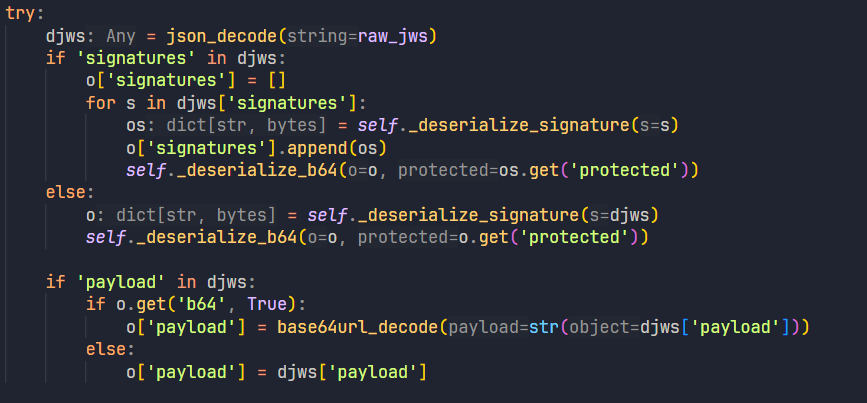 try:
    djws: Any = json_decode(string=raw_jws)
    if 'signatures' in djws:
        o['signatures'] = []
        for s in djws['signatures']:
            os: dict[str, bytes] = self._deserialize_signature(s=s)
            o['signatures'].append(os)
            self._deserialize_b64(o=o, protected=os.get('protected'))
    else:
        o: dict[str, bytes] = self._deserialize_signature(s=djws)
        self._deserialize_b64(o=o, protected=o.get('protected'))

    if 'payload' in djws:
        if o.get('b64', True):
            o['payload'] = base64url_decode(payload=str(object=djws['payload']))
        else:
            o['payload'] = djws['payload']